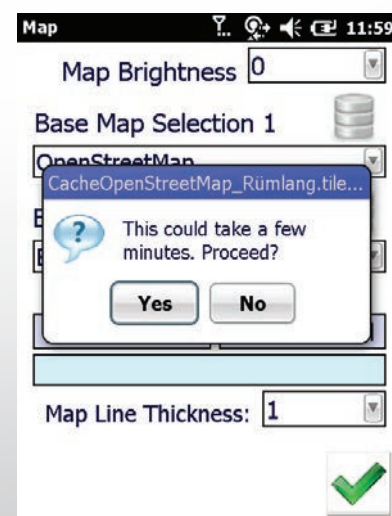 Map 11:59
Map Brightness 0
Base Map Selection 1
OpenStreetMap
CacheOpenStreetMap_Rümlang.tile...
This could take a few
minutes. Proceed?
Yes No
Map Line Thickness: 1